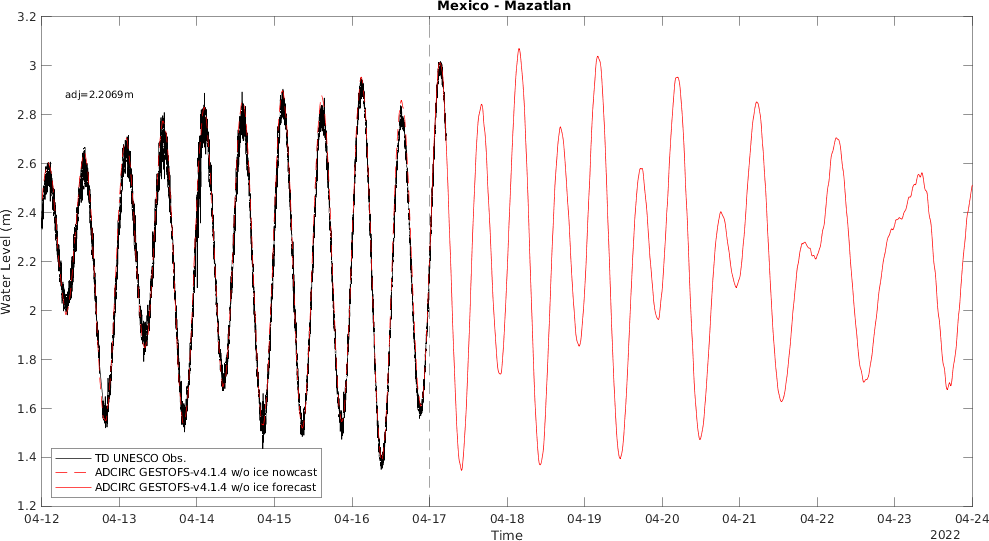 Mexico - Mazatlan
3.2
3
2.8
2.6
2.4
2.2
2
1.8
1.6
1.4
1.2
Water Level (m)
adj=2.2069m
TD UNESCO Obs.
ADCIRC GESTOFS-v4.1.4 w/o ice nowcast
ADCIRC GESTOFS-v4.1.4 w/o ice forecast
04-12 04-13 04-14 04-15 04-16 04-17 04-18 04-19 04-20 04-21 04-22 04-23 04-24
Time
2022